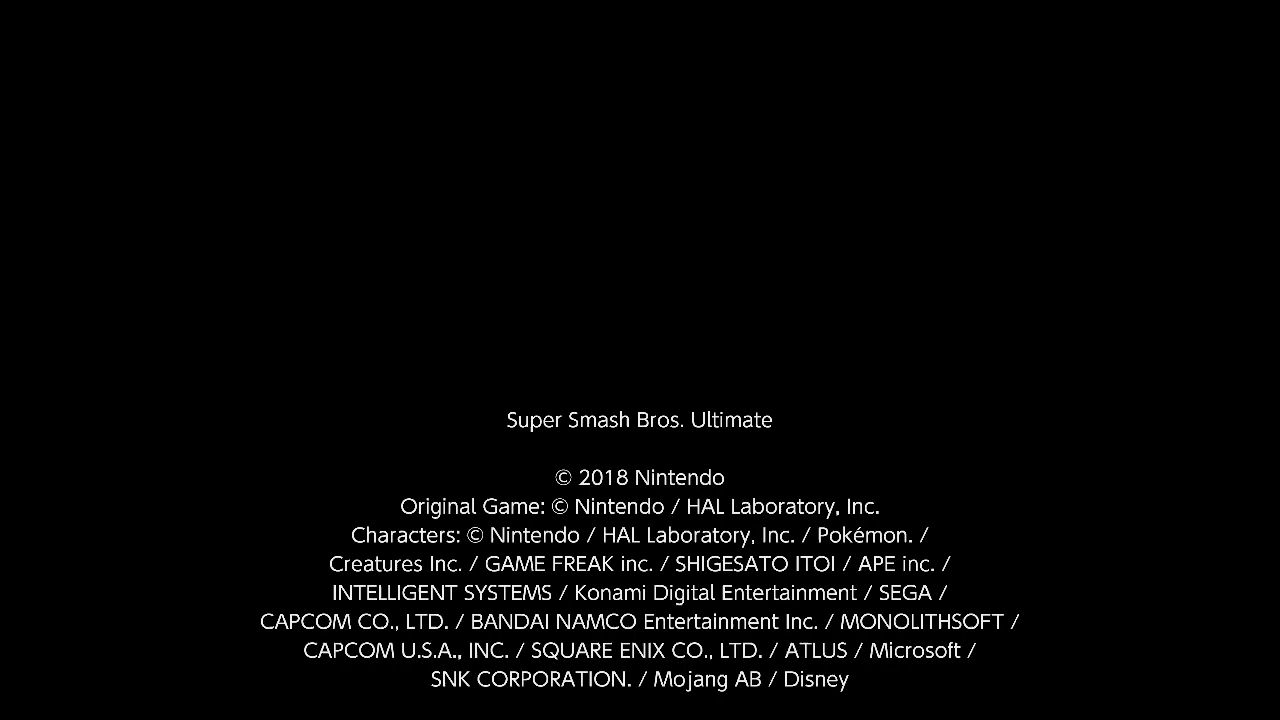 Super Smash Bros. Ultimate
© 2018 Nintendo
Original Game: © Nintendo / HAL Laboratory, Inc.
Characters: © Nintendo / HAL Laboratory, Inc. / Pokémon. /
Creatures Inc. / GAME FREAK inc. / SHIGESATO ITOI / APE inc. /
INTELLIGENT SYSTEMS / Konami Digital Entertainment / SEGA /
CAPCOM CO., LTD. / BANDAI NAMCO Entertainment Inc. / MONOLITHSOFT /
CAPCOM U.S.A., INC. / SQUARE ENIX CO., LTD. / ATLUS / Microsoft /
SNK CORPORATION. / Mojang AB / Disney